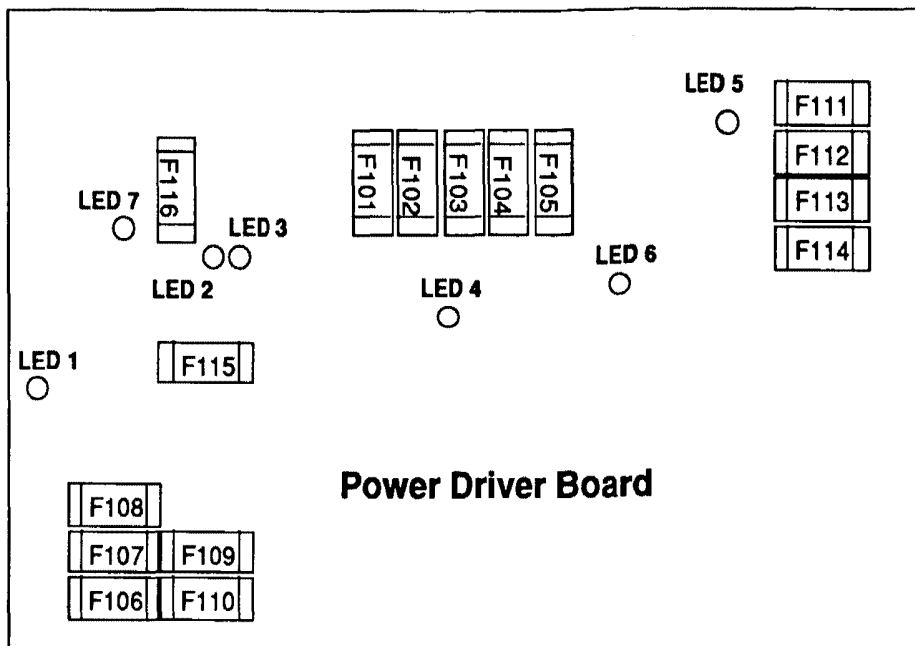 LED 5
F111
F112
F113
F114
F116
F101
F102
F103
F104
F105
LED 7
LED 3
LED 2
LED 4
LED 6
LED 1
F115
Power Driver Board
F108
F107
F109
F106
F110